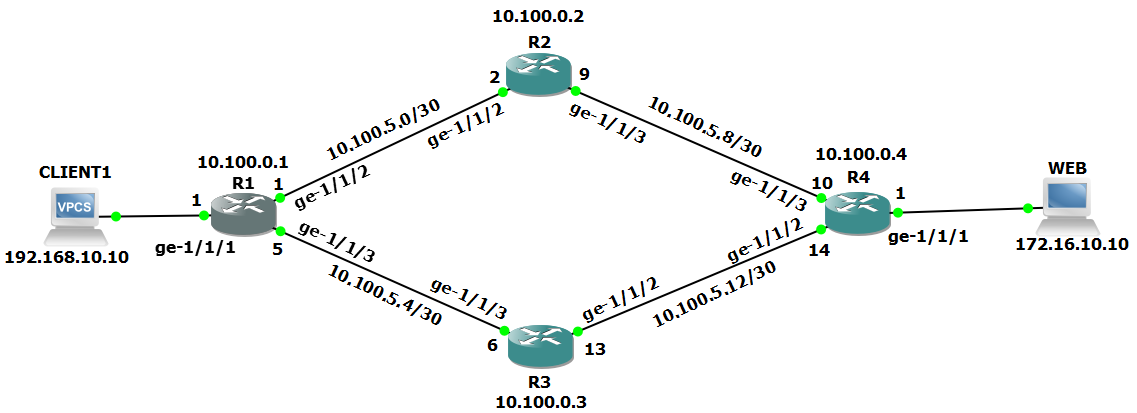 10.100.0.2
R2
2
9
10.100.5.0/30
ge-1/1/2
ge-1/1/3
10.100.5.8/30
10.100.0.1
R1
CLIENT1
VPCS
192.168.10.10
1
ge-1/1/1
1
ge-1/1/2
5
ge-1/1/3
10.100.5.4/30
ge-1/1/3
6
13
R3
10.100.0.3
ge-1/1/2
10.100.5.12/30
10.100.0.4
R4
10
ge-1/1/3
ge-1/1/2
14
1
ge-1/1/1
WEB
172.16.10.10